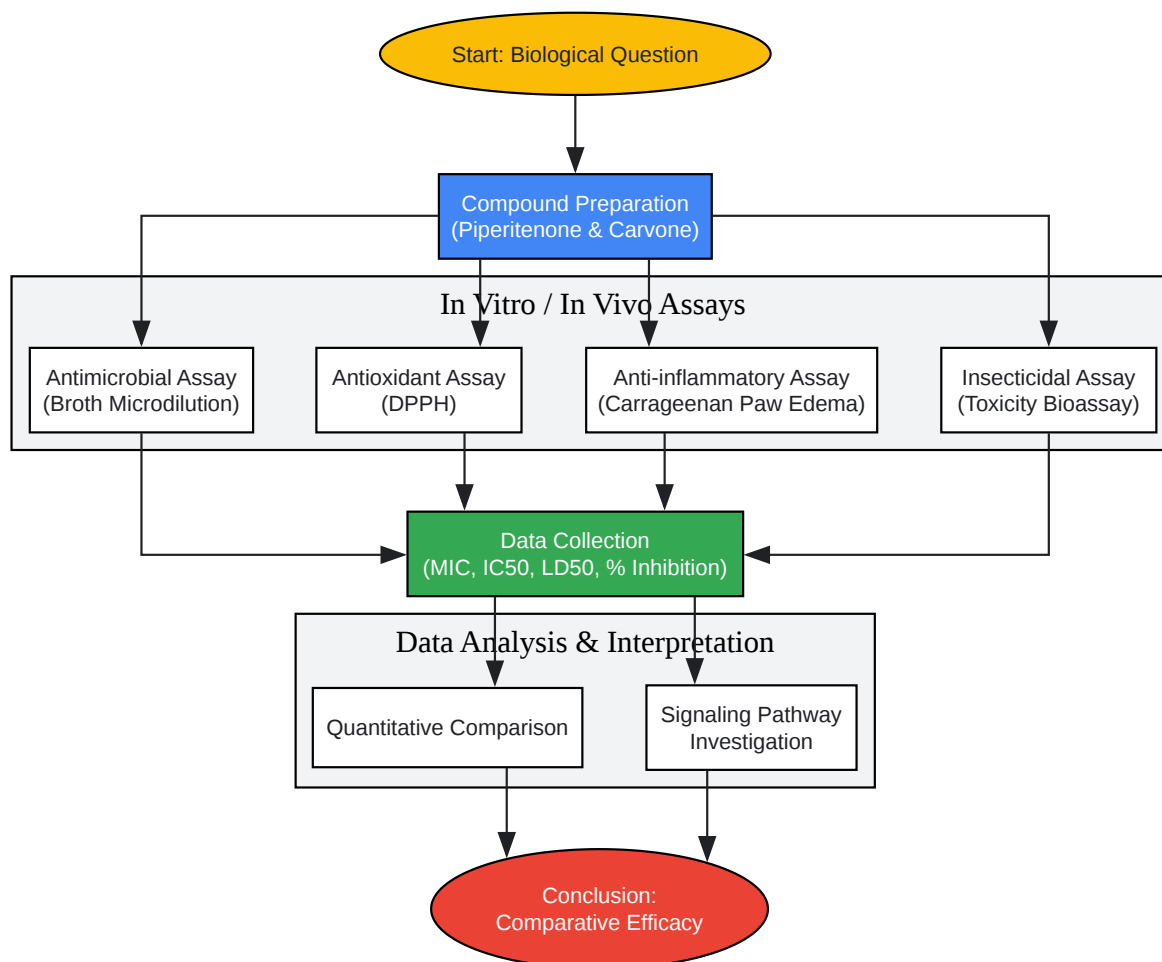 Start: Biological Question
Compound Preparation
(Piperitenone & Carvone)
In Vitro / In Vivo Assays
Antimicrobial Assay
(Broth Microdilution)
Antioxidant Assay
(DPPH)
Anti-inflammatory Assay
(Carrageenan Paw Edema)
Insecticidal Assay
(Toxicity Bioassay)
Data Collection
(MIC, IC50, LD50, % Inhibition)
Data Analysis & Interpretation
Quantitative Comparison
Signaling Pathway
Investigation
Conclusion:
Comparative Efficacy